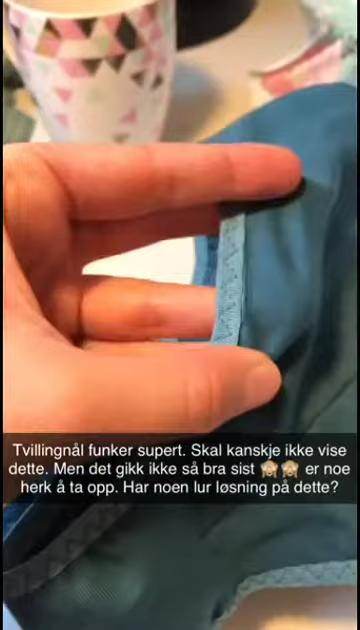 Tvillingnål funker supert. Skal kanskje ikke vise
dette. Men det gikk ikke så bra sist 🙈🙈 er noe
herk å ta opp. Har noen lur løsning på dette?